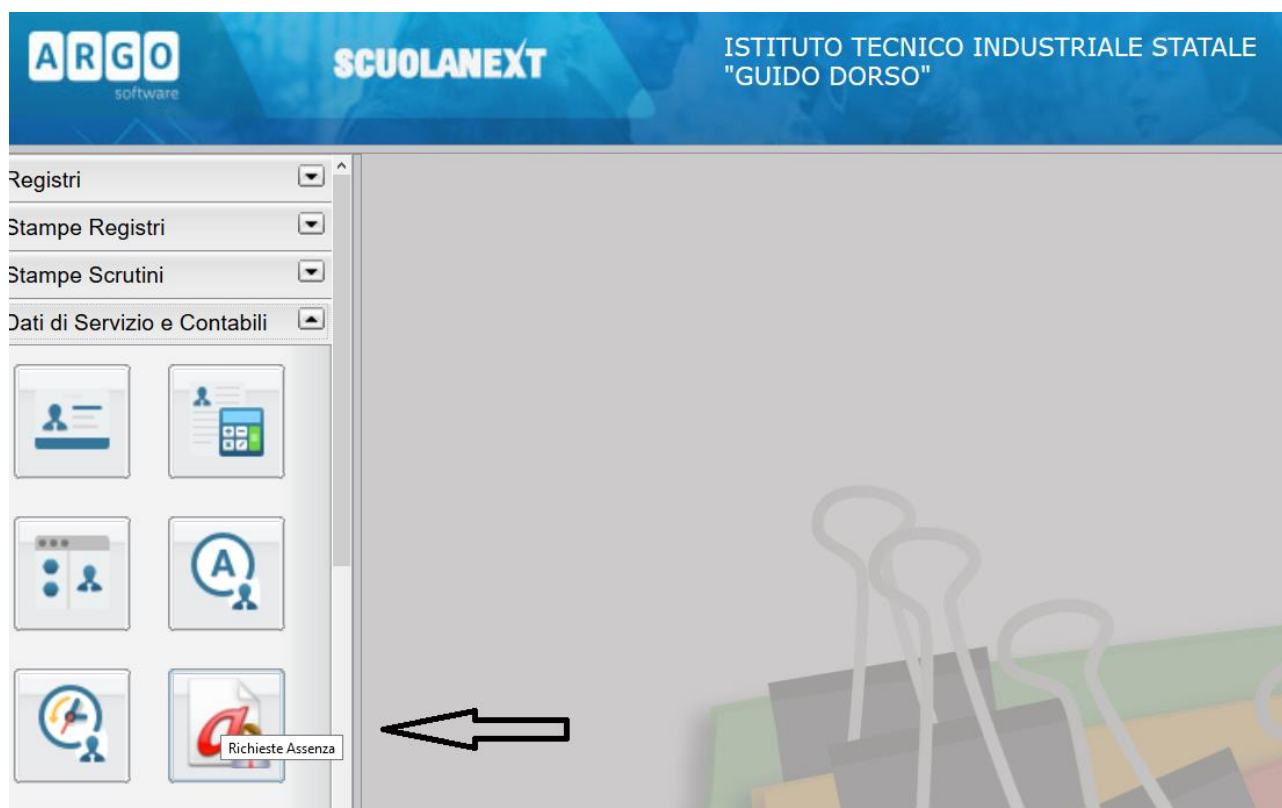 ARGO
software
SCUOLANEXT
ISTITUTO TECNICO INDUSTRIALE STATALE
"GUIDO DORSO"
Registri
Stampe Registri
Stampe Scrutini
Dati di Servizio e Contabili
A
a
Richieste Assenza